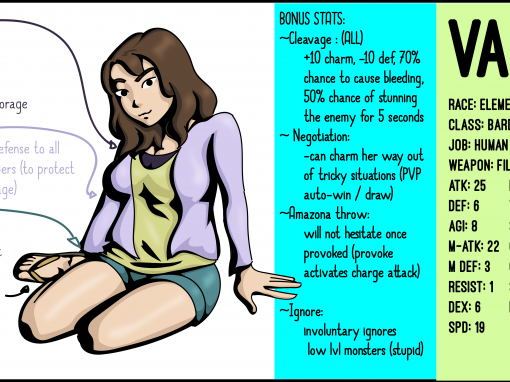 orage
efense to all
ers (to protect
ge)
t
BONUS STATS:
~Cleavage : (ALL)
+10 charm, -10 def, 70%
chance to cause bleeding,
50% chance of stunning
the enemy for 5 seconds
~ Negotiation:
-can charm her way out
of tricky situations (PVP
auto-win / draw)
~Amazona throw:
will not hesitate once
provoked (provoke
activates charge attack)
~Ignore:
involuntary ignores
low lvl monsters (stupid)
VA
RACE: ELEME
CLASS: BARD
JOB: HUMAN
WEAPON: FIL
ATK: 25
DEF: 6
AGI: 8
M-ATK: 22
M DEF: 3
RESIST: 1
DEX: 6
SPD: 19